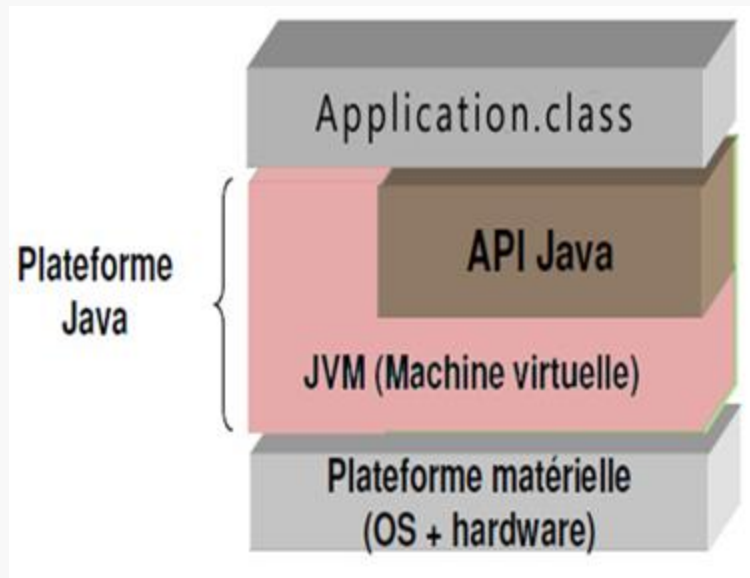 Application.class
API Java
Plateforme
Java
JVM (Machine virtuelle)
Plateforme matérielle
(OS + hardware)